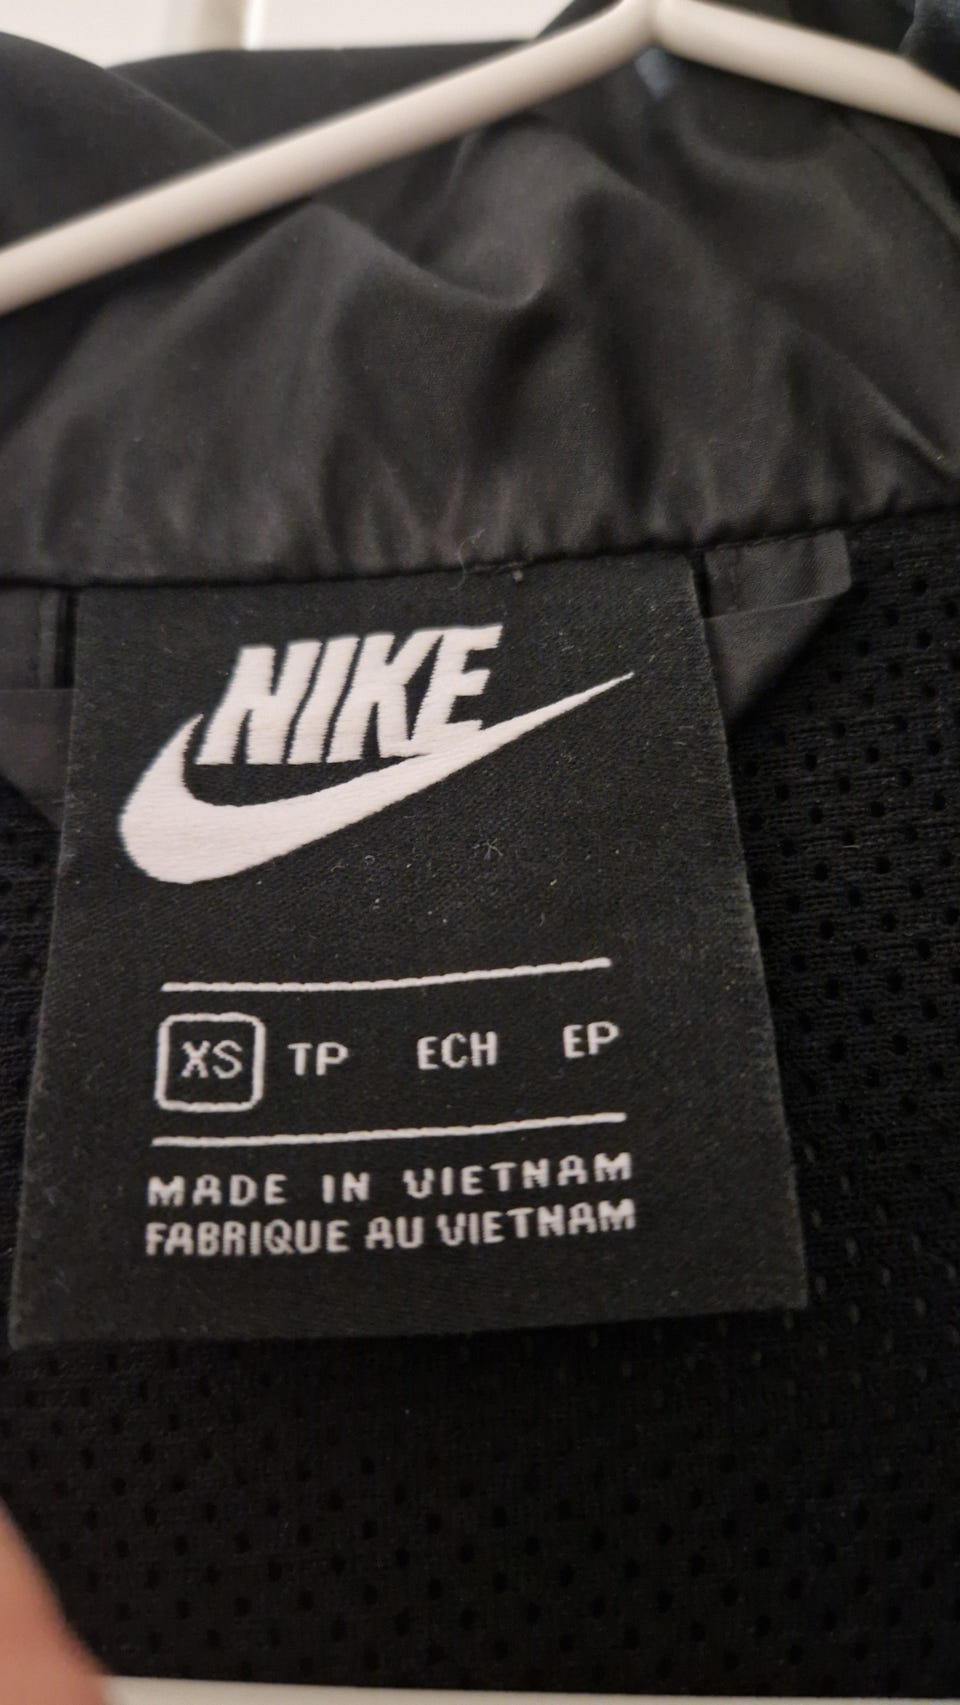 NIKE
XS TP ECH EP
MADE IN VIETNAM
FABRIQUE AU VIETNAM